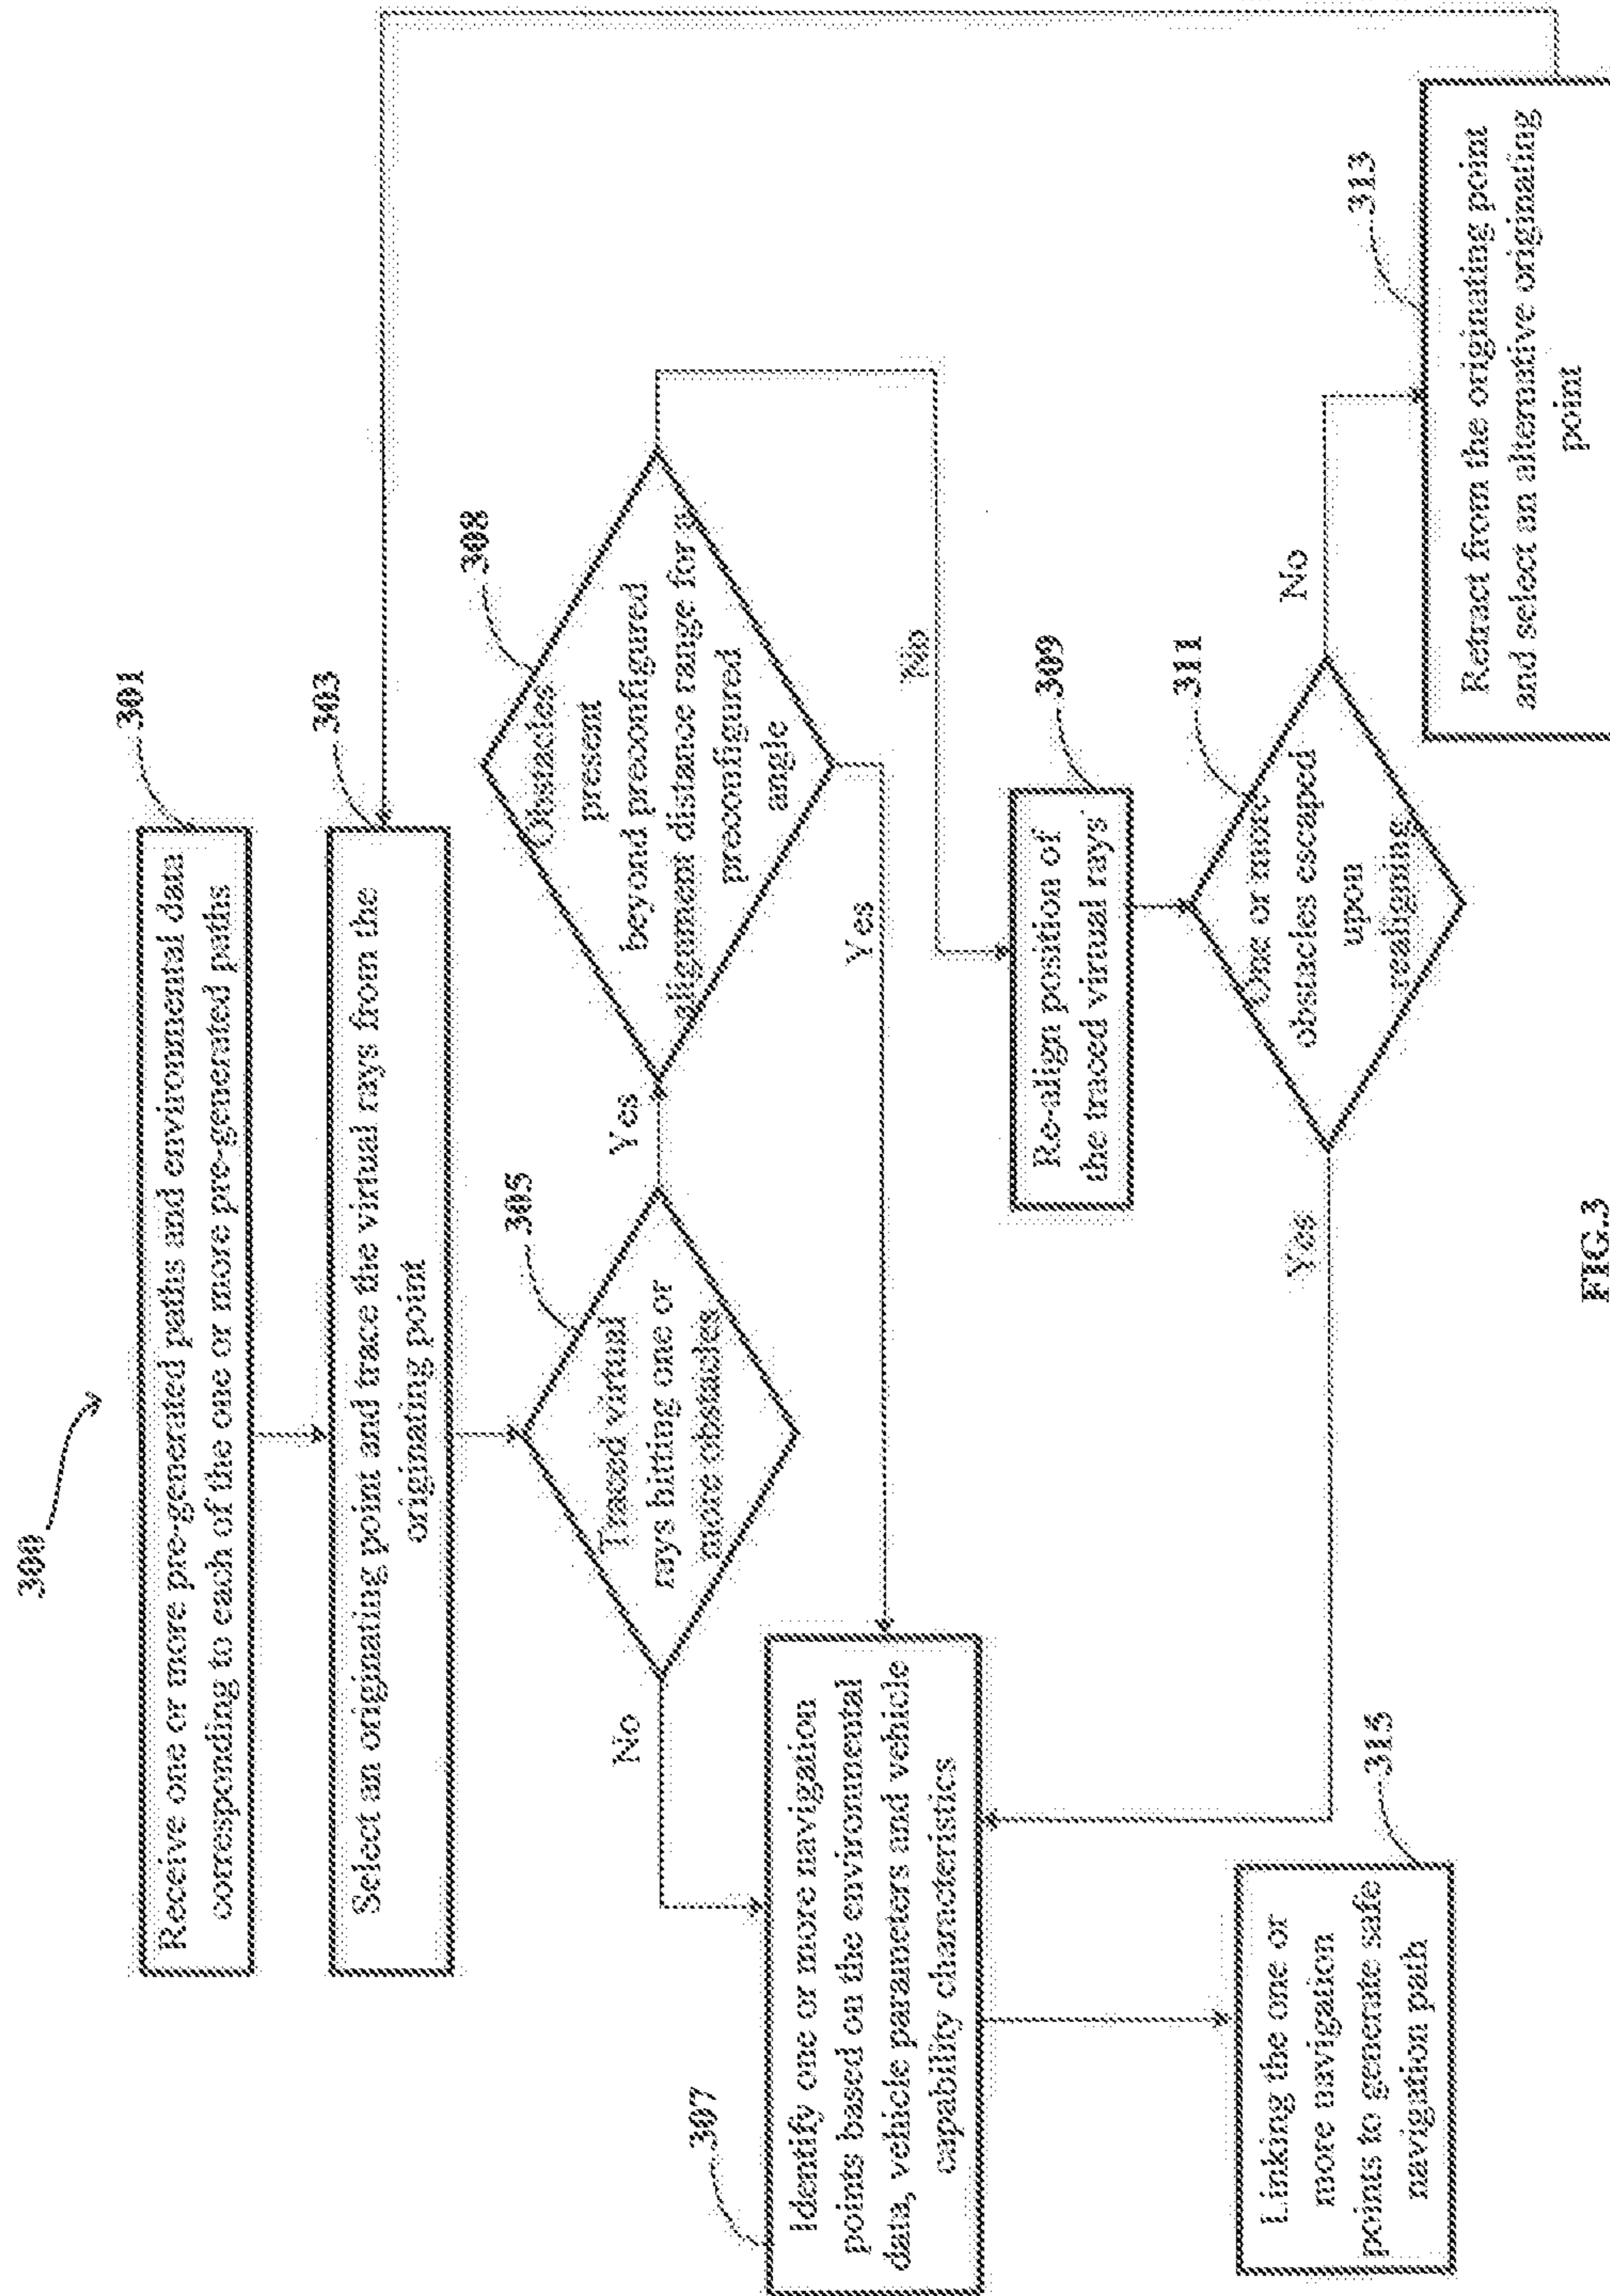 300
301
Receive one or more pre-generated paths and environmental data
corresponding to each of the one or more pre-generated paths
303
Select an originating point and trace the virtual rays from the
originating point
305
Traced virtual
rays hitting one or
more obstacles
No
Yes
308
Obstacles
present
beyond preconfigured
alignment distance range for a
preconfigured
angle
Yes
No
307
Identify one or more navigation
points based on the environmental
data, vehicle parameters and vehicle
capability characteristics
309
Re-align position of
the traced virtual rays
311
One or more
obstacles escaped
upon
realigning
Yes
No
313
Retract from the originating point
and select an alternative originating
point
315
Linking the one or
more navigation
points to generate safe
navigation path
FIG.3